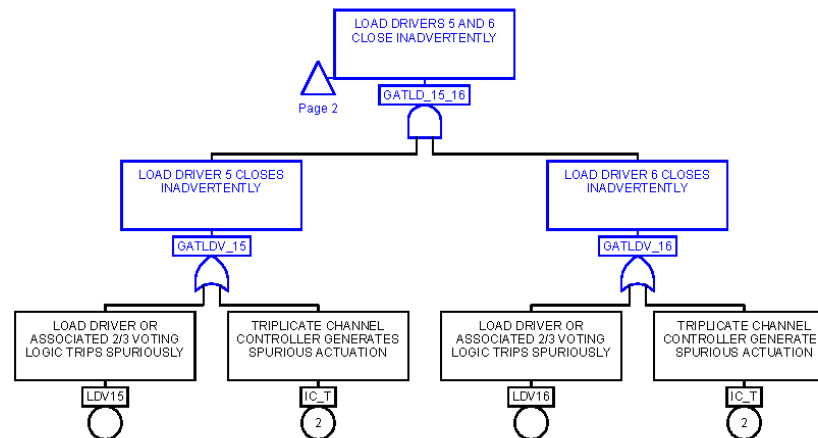 LOAD DRIVERS 5 AND 6
CLOSE INADVERTENTLY
Page 2
GATLD_15_16
LOAD DRIVER 5 CLOSES
INADVERTENTLY
GATLDV_15
LOAD DRIVER 6 CLOSES
INADVERTENTLY
GATLDV_16
LOAD DRIVER OR
ASSOCIATED 2/3 VOTING
LOGIC TRIPS SPURIOUSLY
LDV15
TRIPLICATE CHANNEL
CONTROLLER GENERATES
SPURIOUS ACTUATION
IC_T
2
LOAD DRIVER OR
ASSOCIATED 2/3 VOTING
LOGIC TRIPS SPURIOUSLY
LDV16
TRIPLICATE CHANNEL
CONTROLLER GENERATE
SPURIOUS ACTUATION
IC_T
2